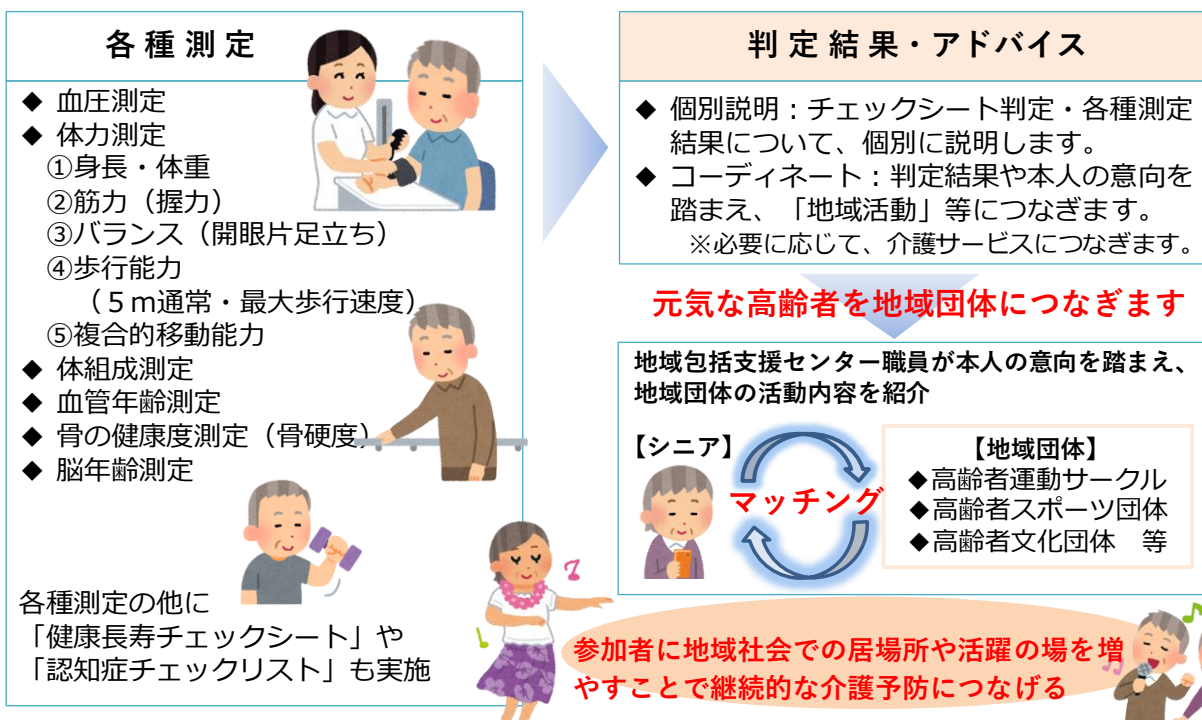 各種測定
◆ 血圧測定
◆ 体力測定
①身長・体重
②筋力（握力）
③バランス（開眼片足立ち）
④歩行能力
（５ｍ通常・最大歩行速度）
⑤複合的移動能力
◆ 体組成測定
◆ 血管年齢測定
◆ 骨の健康度測定（骨硬度）
◆ 脳年齢測定
各種測定の他に
「健康長寿チェックシート」や
「認知症チェックリスト」も実施
判定結果・アドバイス
◆ 個別説明：チェックシート判定・各種測定
結果について、個別に説明します。
◆ コーディネート：判定結果や本人の意向を
踏まえ、「地域活動」等につなぎます。
※必要に応じて、介護サービスにつなぎます。
元気な高齢者を地域団体につなぎます
地域包括支援センター職員が本人の意向を踏まえ、
地域団体の活動内容を紹介
【シニア】
マッチング
【地域団体】
◆高齢者運動サークル
◆高齢者スポーツ団体
◆高齢者文化団体　等
参加者に地域社会での居場所や活躍の場を増
やすことで継続的な介護予防につなげる